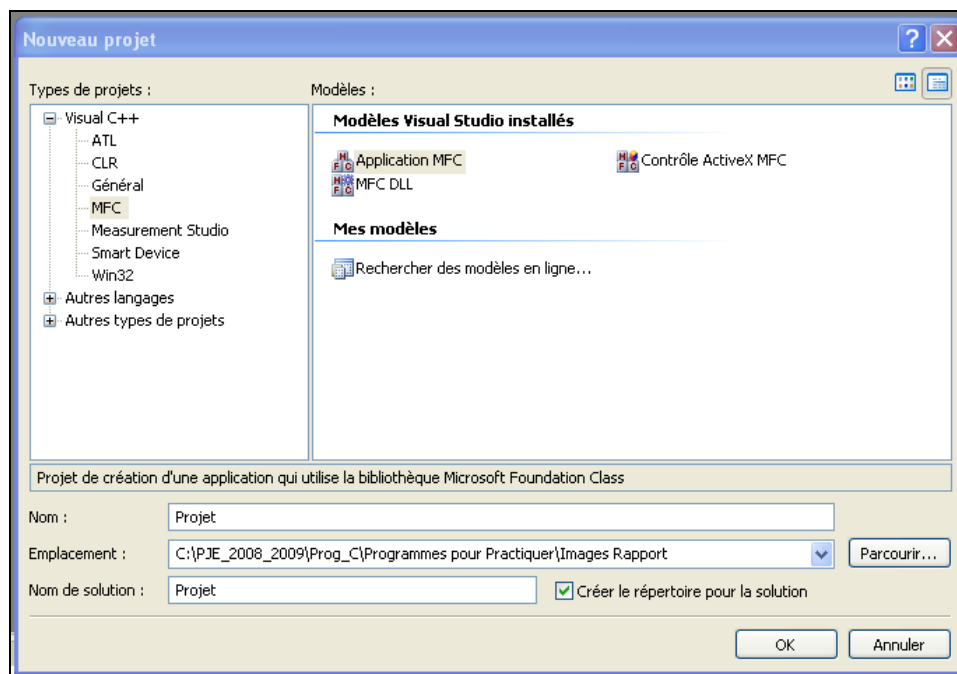 Nouveau projet
Types de projets :
Modèles :
Visual C++
ATL
CLR
Général
MFC
Measurement Studio
Smart Device
Win32
Autres langages
Autres types de projets
Modèles Visual Studio installés
Application MFC
Contrôle ActiveX MFC
MFC DLL
Mes modèles
Rechercher des modèles en ligne...
Projet de création d'une application qui utilise la bibliothèque Microsoft Foundation Class
Nom :
Projet
Emplacement :
C:\PJE_2008_2009\Prog_C\Programmes pour Practiquer\Images Rapport
Parcourir...
Nom de solution :
Projet
Créer le répertoire pour la solution
OK
Annuler